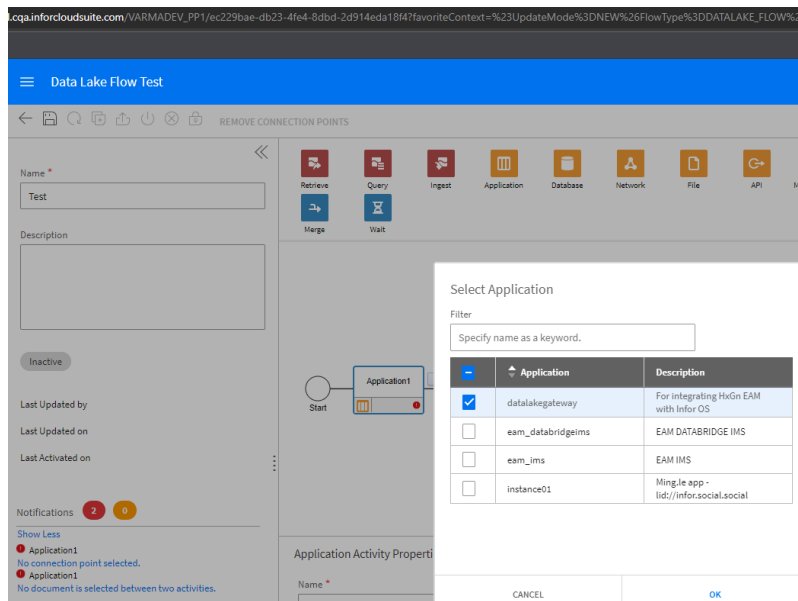 l.cqa.inforcloudsuite.com/VARMADEV_PP1/ec229bae-db23-4fe4-8dbd-2d914eda18f4?favoriteContext=%23UpdateMode%3DNEW%26FlowType%3DDATALAKE_FLOW%2
Data Lake Flow Test
REMOVE CONNECTION POINTS
Name *
Test
Description
Inactive
Last Updated by
Last Updated on
Last Activated on
Notifications 2 0
Show Less
Application1
No connection point selected.
Application1
No document is selected between two activities.
Retrieve Query Ingest Application Database Network File API M
Merge Wait
Start
Application1
Application Activity Properti
Name *
Select Application
Filter
Specify name as a keyword.
Application Description
datalakegateway For integrating HxGn EAM
with Infor OS
eam_databridgeims EAM DATABRIDGE IMS
eam_ims EAM IMS
instance01 Ming.le app -
lid://infor.social.social
CANCEL OK